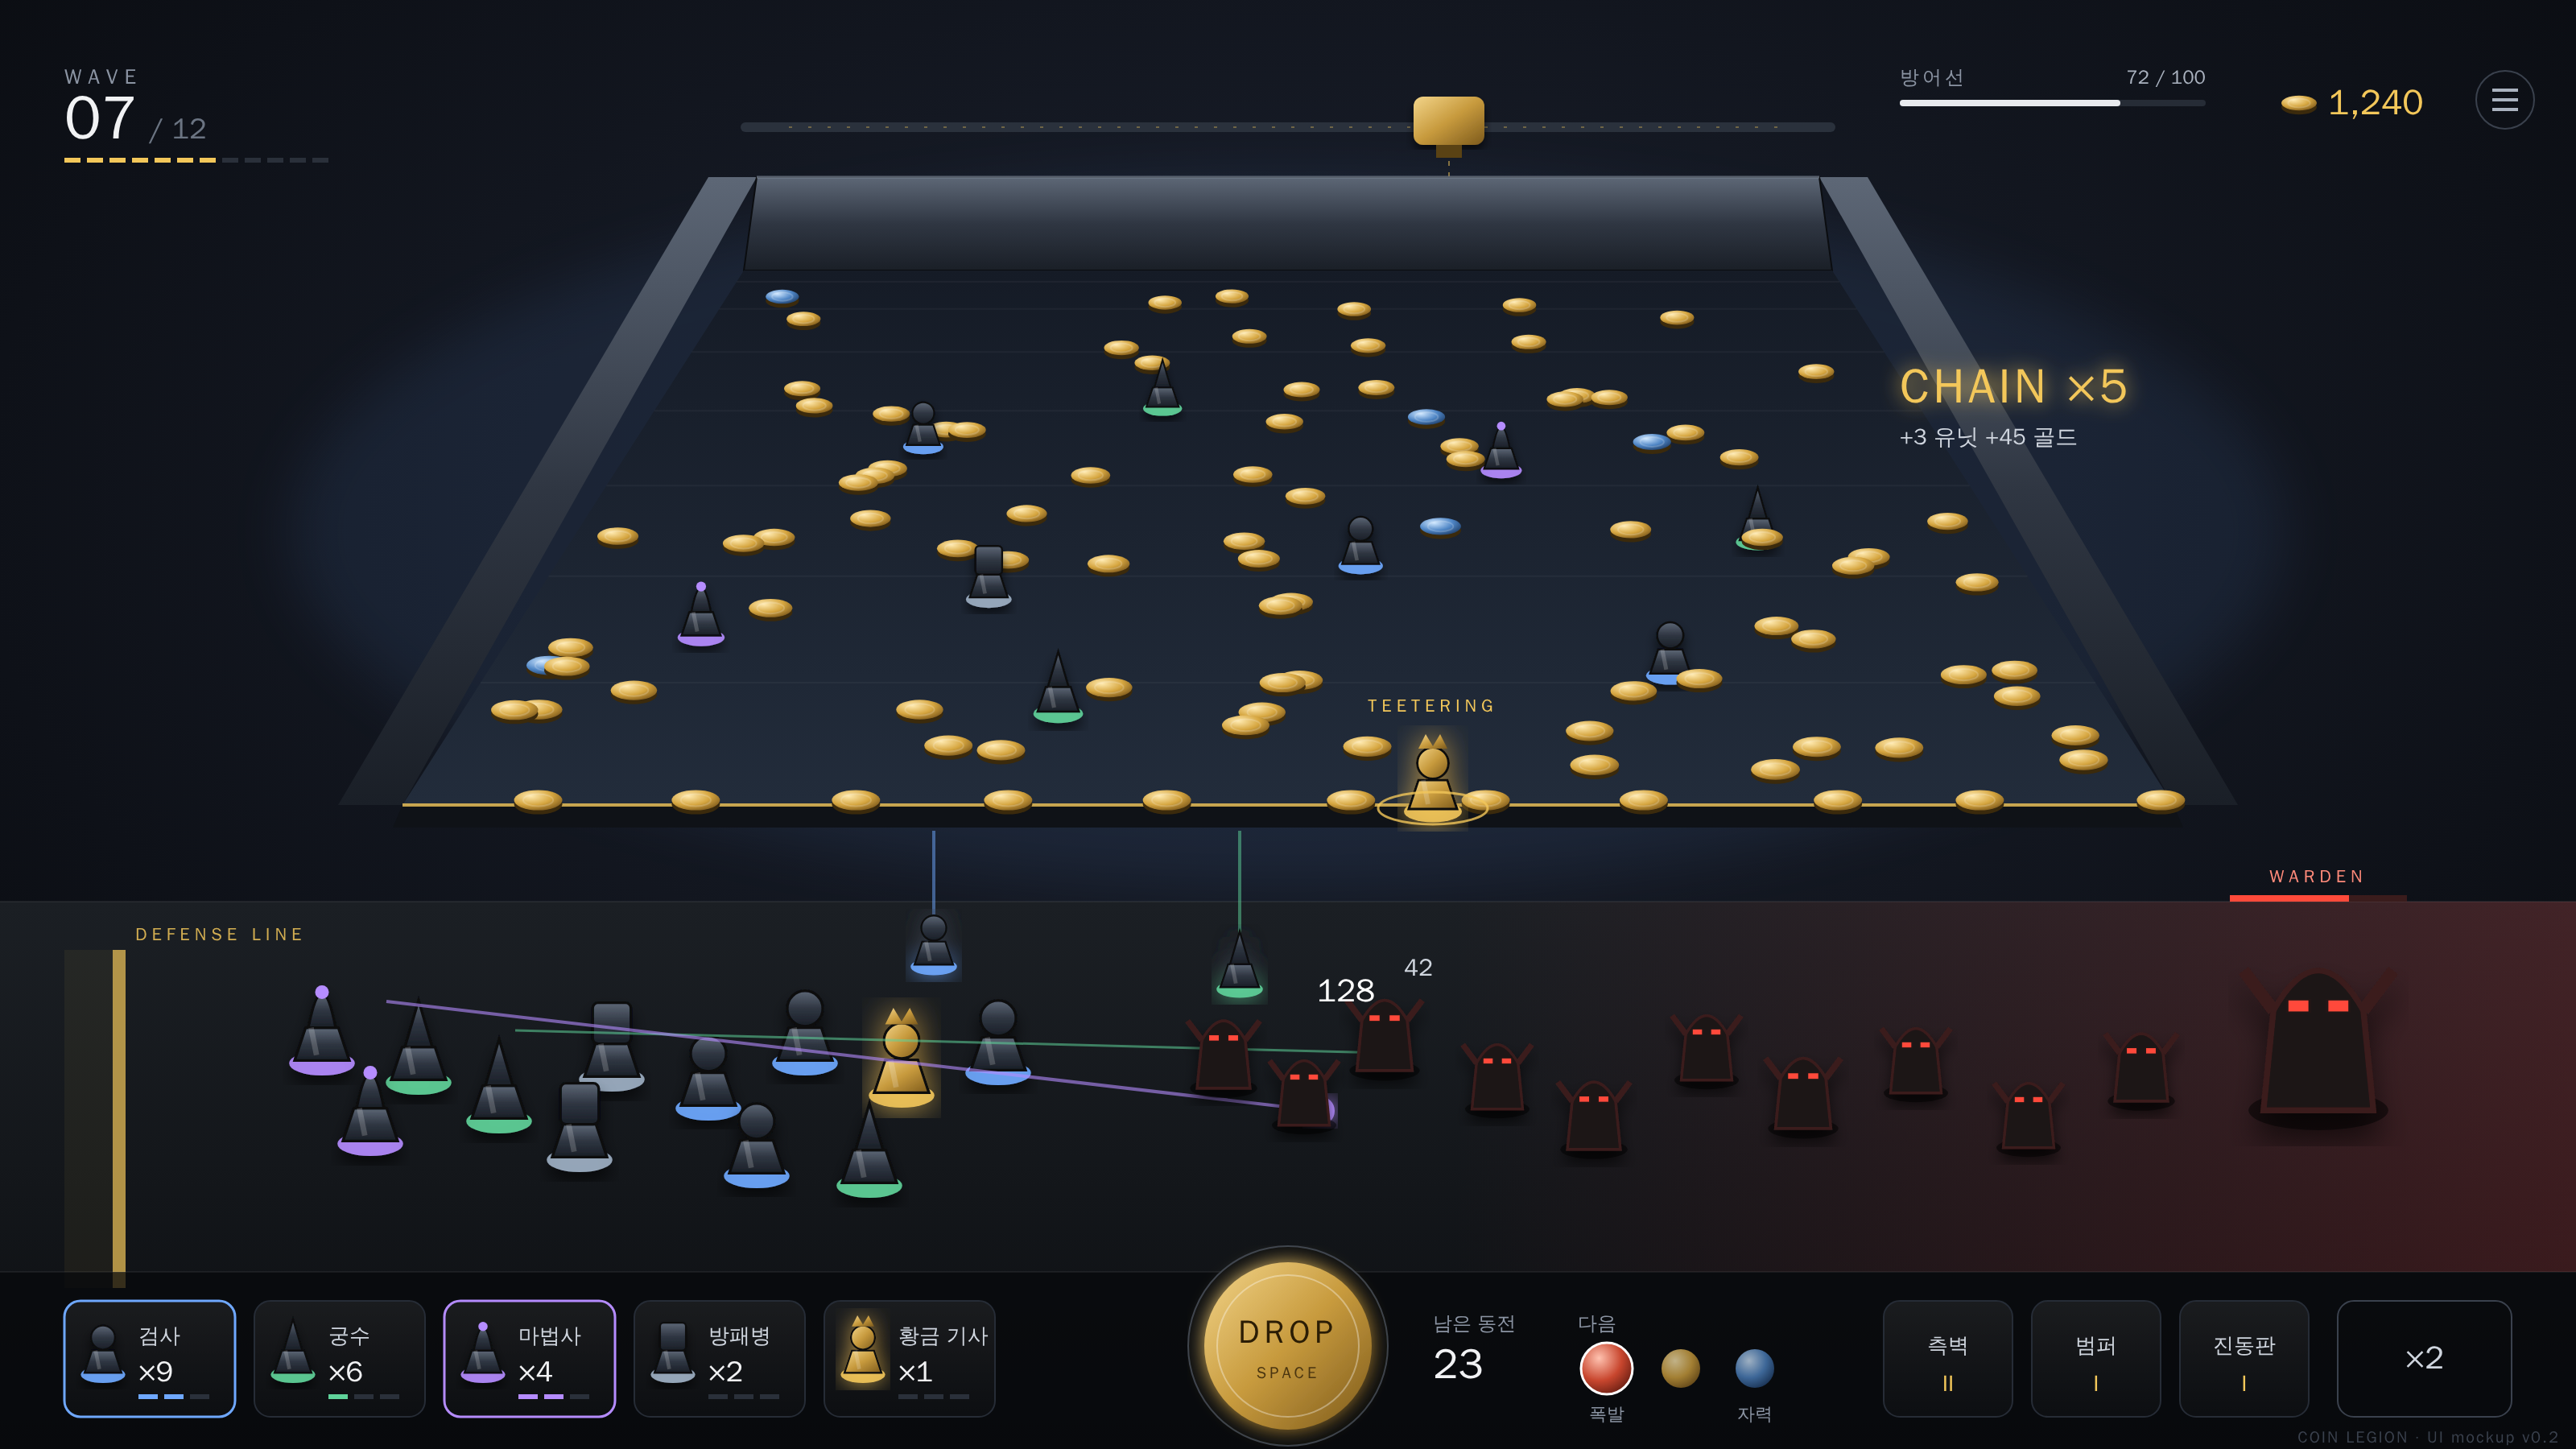 WAVE
07 / 12
방어선 72 / 100
1,240
CHAIN ×5
+3 유닛 +45 골드
TEETERING
WARDEN
DEFENSE LINE
42
128
검사
×9
궁수
×6
마법사
×4
방패병
×2
황금 기사
×1
DROP
SPACE
남은 동전
23
다음
폭발
자력
측벽
II
범퍼
I
진동판
I
×2
COIN LEGION · UI mockup v0.2